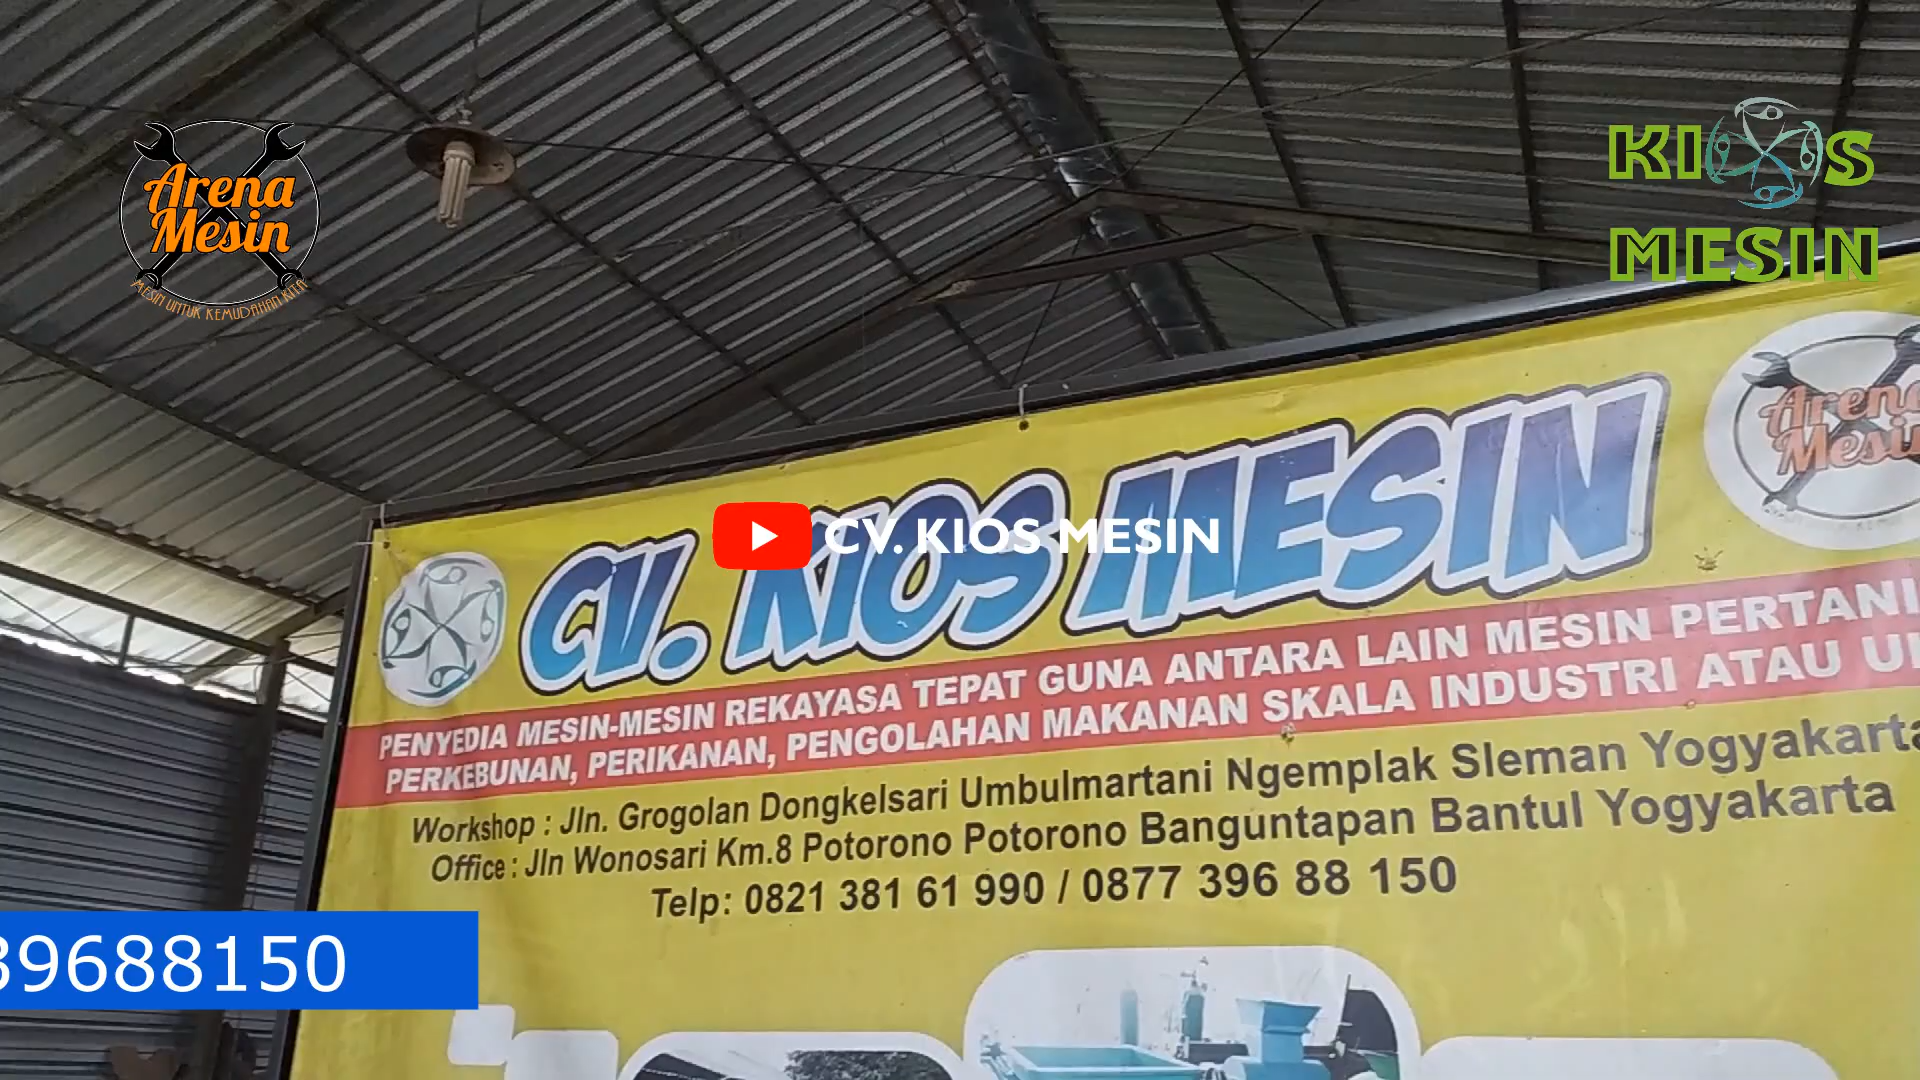 Arena
Mesin
MESIN UNTUK KEMUDAHAN KITA
KIOS
MESIN
Arena
Mesin
CV. KIOS MESIN
CV. KIOS MESIN
PENYEDIA MESIN-MESIN REKAYASA TEPAT GUNA ANTARA LAIN MESIN PERTANI
PERKEBUNAN, PERIKANAN, PENGOLAHAN MAKANAN SKALA INDUSTRI ATAU
Workshop : Jln. Grogolan Dongkelsari Umbulmartani Ngemplak Sleman Yogyakarta
Office : Jln Wonosari Km.8 Potorono Potorono Banguntapan Bantul Yogyakarta
Telp: 0821 381 61 990 / 0877 396 88 150
39688150